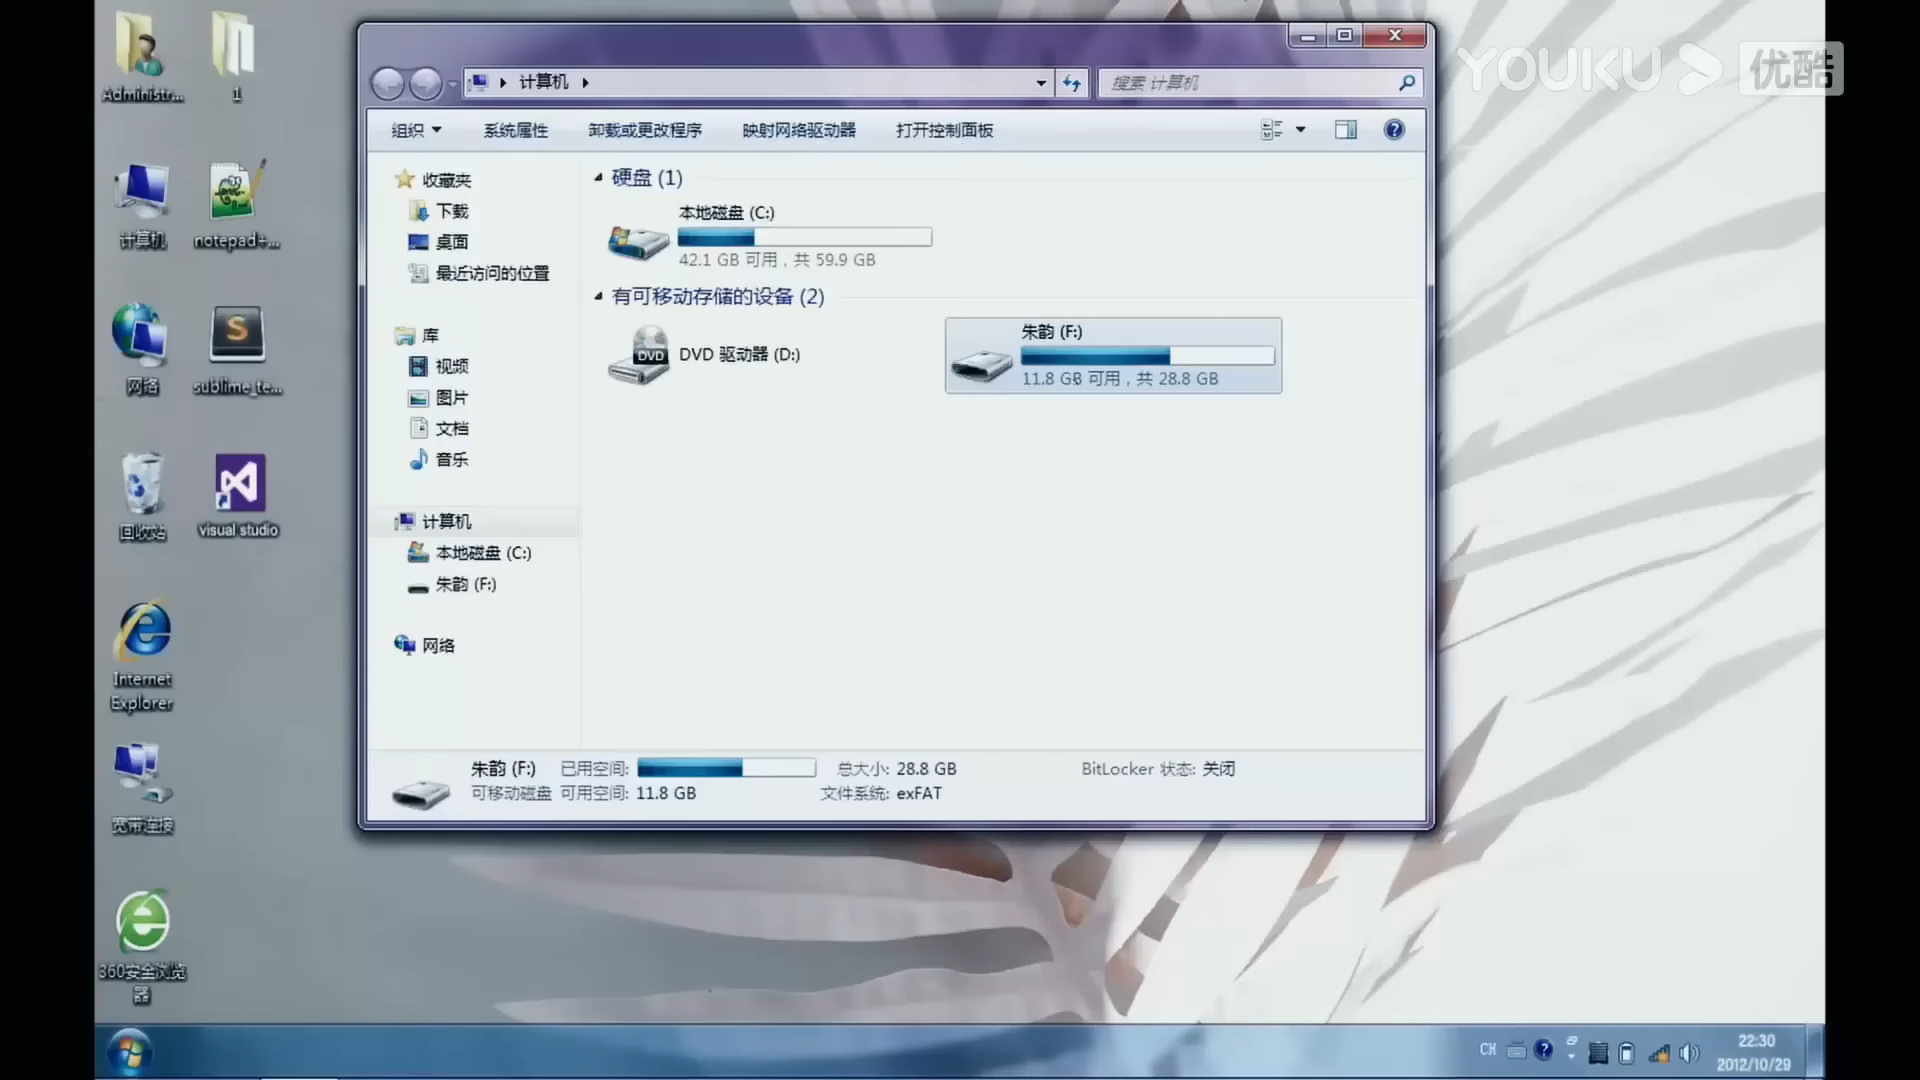 YOUKU 优酷
Administr...
1
计算机
notepad+...
网络
sublime_te...
回收站
visual studio
Internet
Explorer
宽带连接
360安全浏览
器
计算机
搜索 计算机
组织
系统属性
卸载或更改程序
映射网络驱动器
打开控制面板
收藏夹
下载
桌面
最近访问的位置
库
视频
图片
文档
音乐
计算机
本地磁盘 (C:)
朱韵 (F:)
网络
硬盘 (1)
本地磁盘 (C:)
42.1 GB 可用，共 59.9 GB
有可移动存储的设备 (2)
DVD
DVD 驱动器 (D:)
朱韵 (F:)
11.8 GB 可用，共 28.8 GB
朱韵 (F:) 已用空间: 总大小: 28.8 GB BitLocker 状态: 关闭
可移动磁盘 可用空间: 11.8 GB 文件系统: exFAT
CH
22:30
2012/10/29